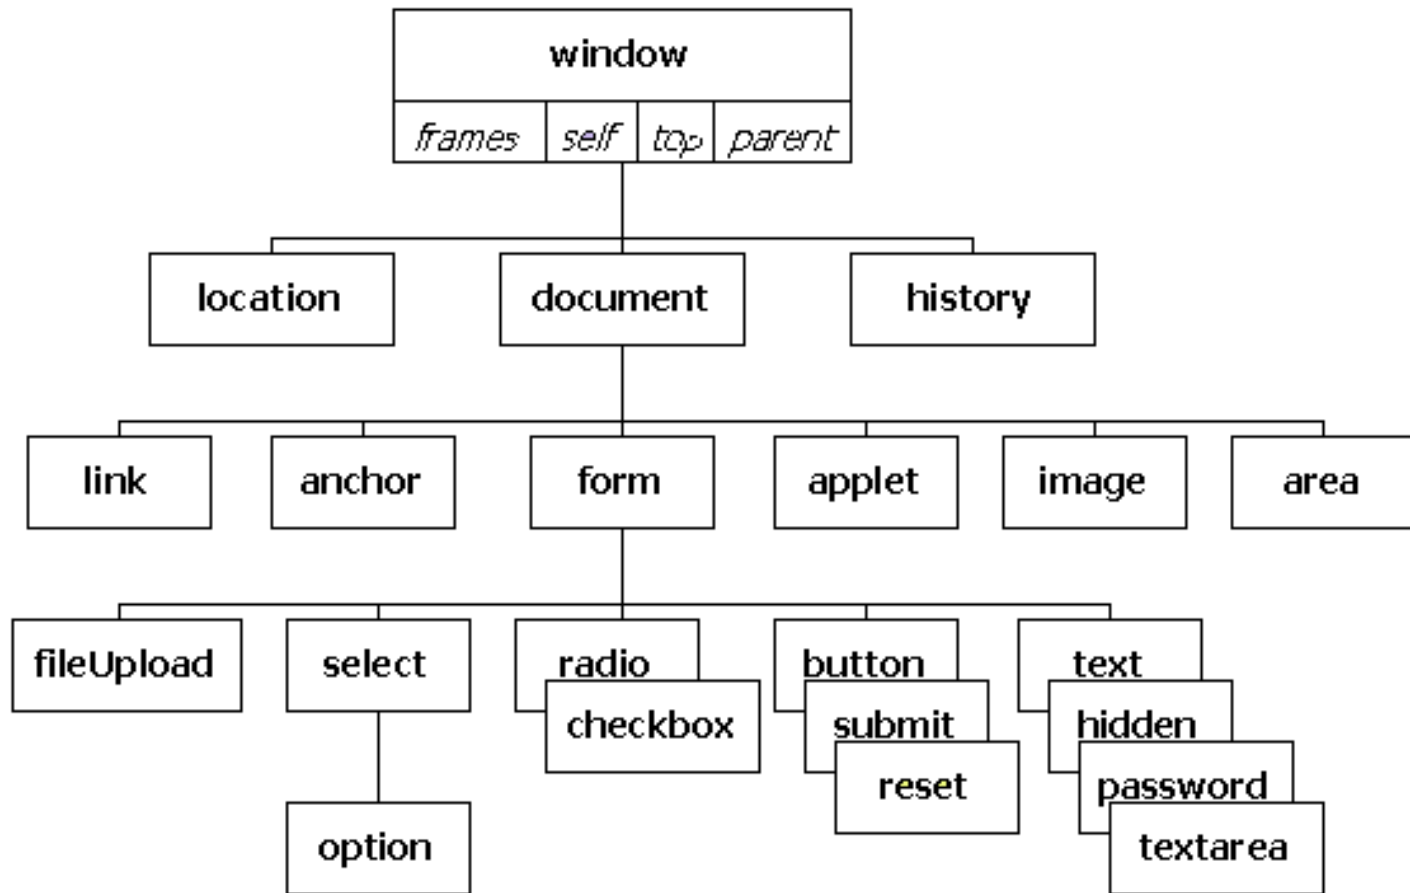 window
frames self top parent
location document history
link anchor form applet image area
fileUpload select radio button text
checkbox submit hidden
reset password
option textarea